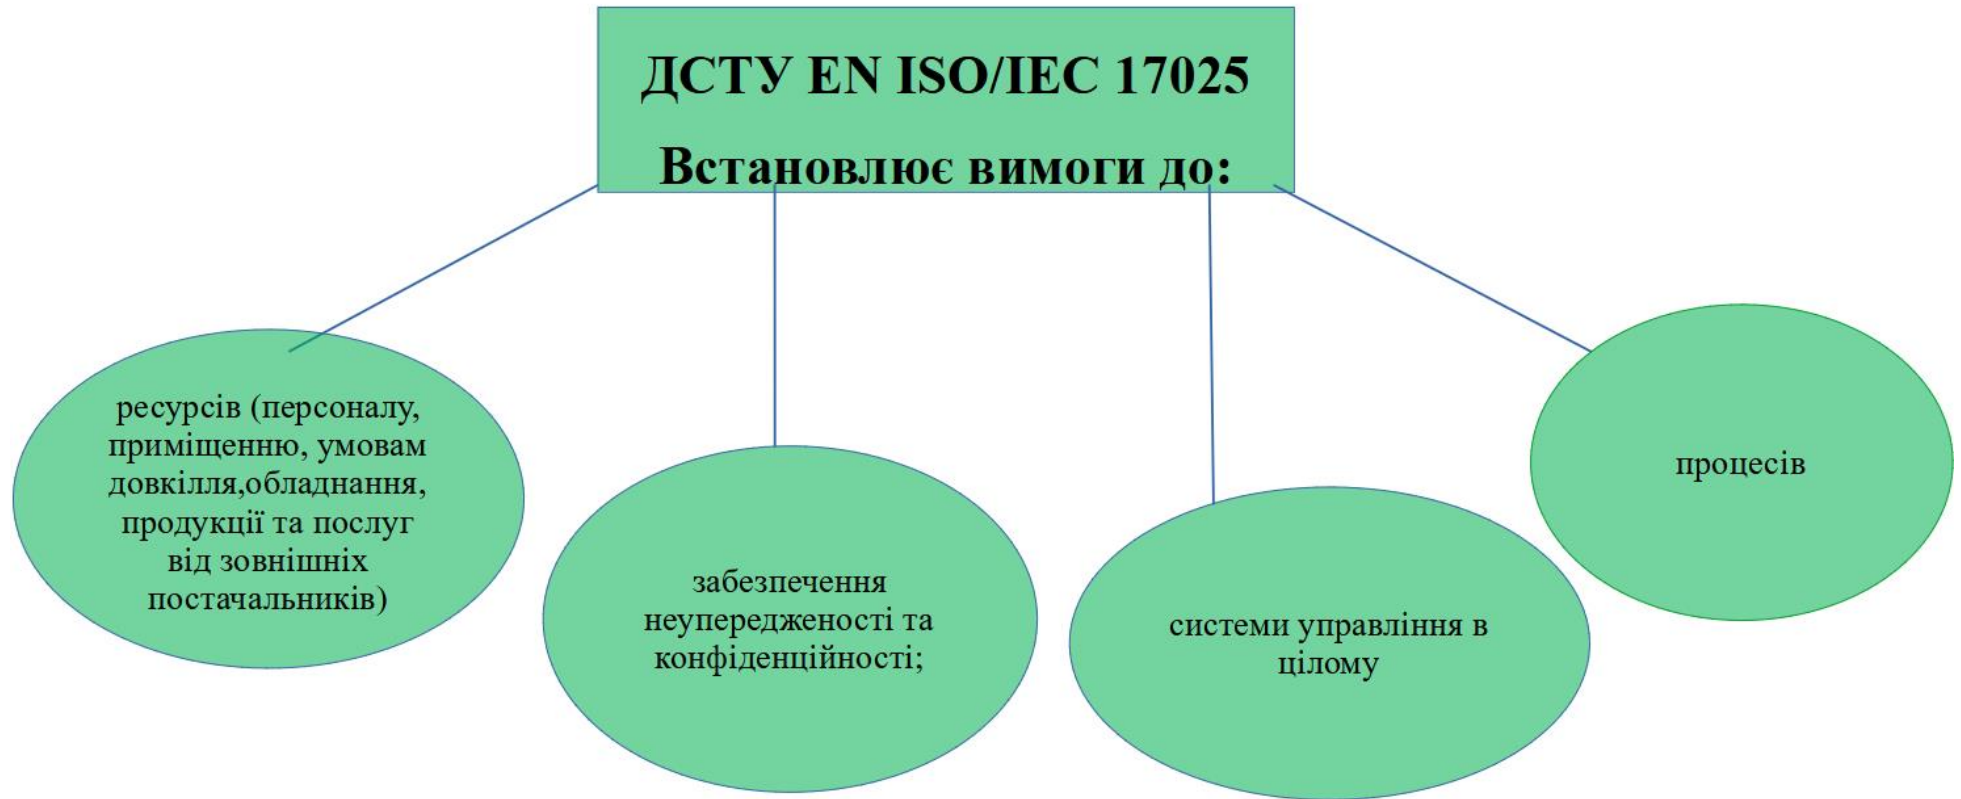 ДСТУ EN ISO/IEC 17025
Встановлює вимоги до:
ресурсів (персоналу,
приміщенню, умовам
довкілля,обладнання,
продукції та послуг
від зовнішніх
постачальників)
забезпечення
неупередженості та
конфіденційності;
системи управління в
цілому
процесів